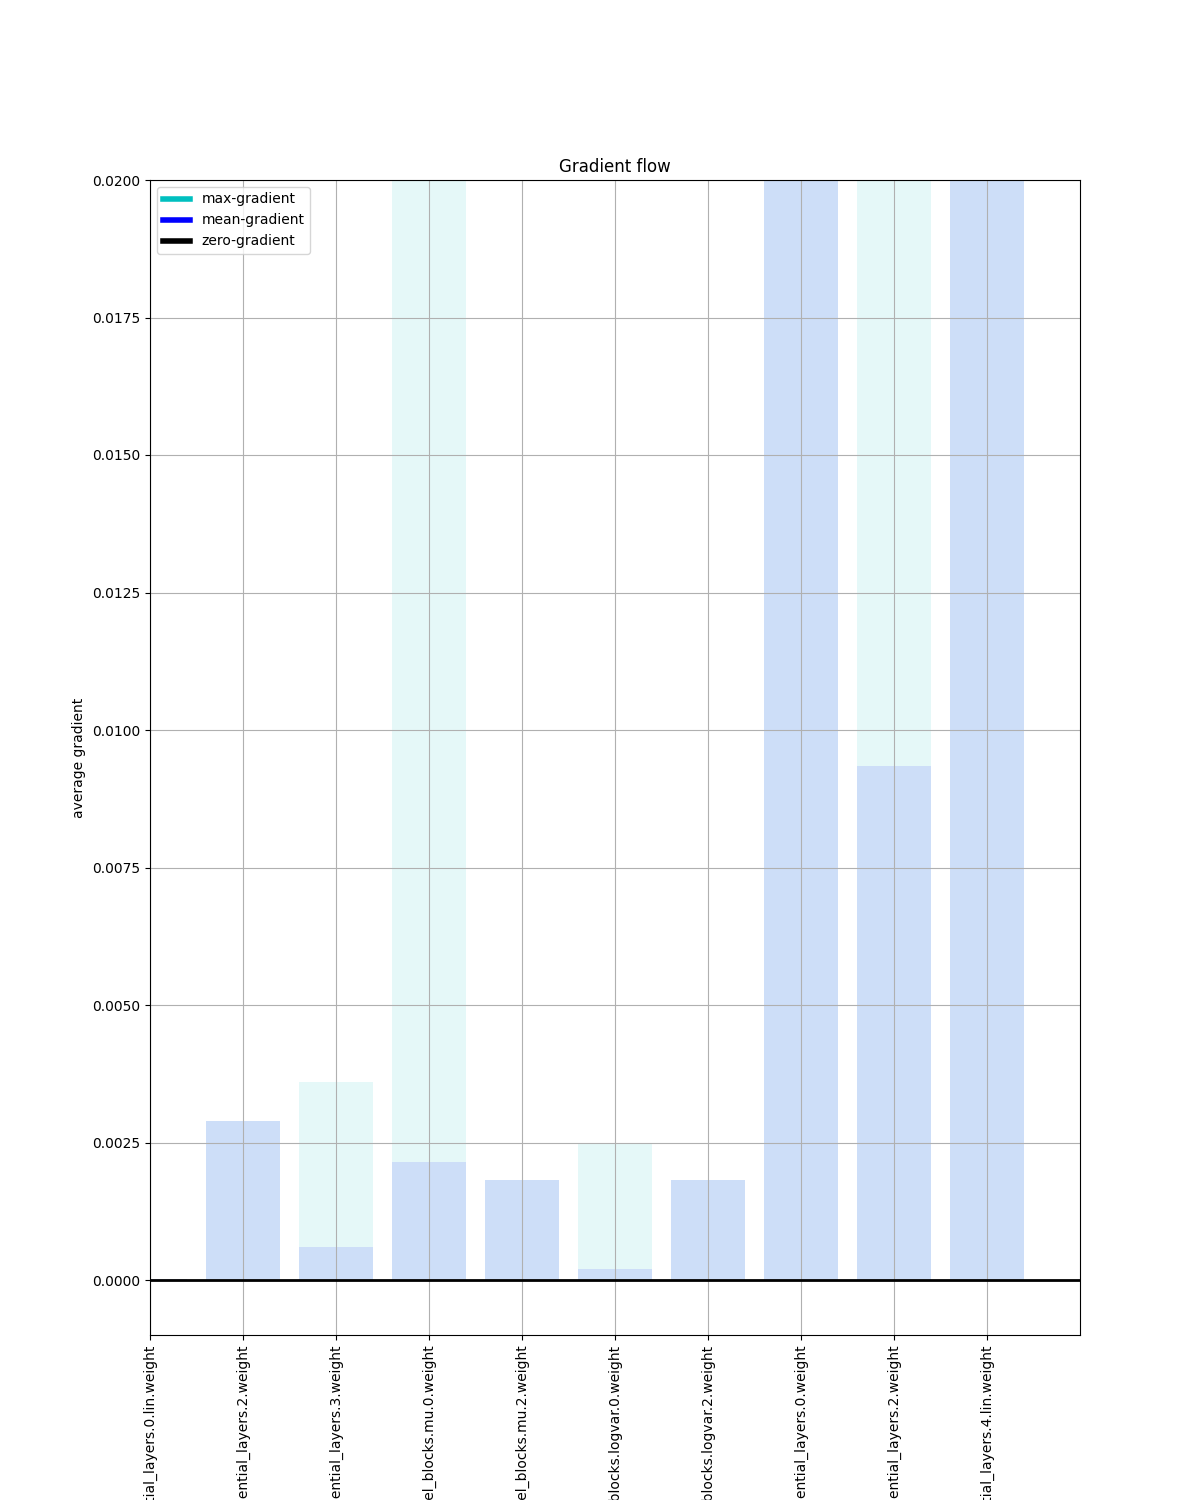 Gradient flow
max-gradient
mean-gradient
zero-gradient
average gradient
0.0200
0.0175
0.0150
0.0125
0.0100
0.0075
0.0050
0.0025
0.0000
tial_layers.0.lin.weight
ential_layers.2.weight
ential_layers.3.weight
el_blocks.mu.0.weight
el_blocks.mu.2.weight
blocks.logvar.0.weight
blocks.logvar.2.weight
ential_layers.0.weight
ential_layers.2.weight
tial_layers.4.lin.weight